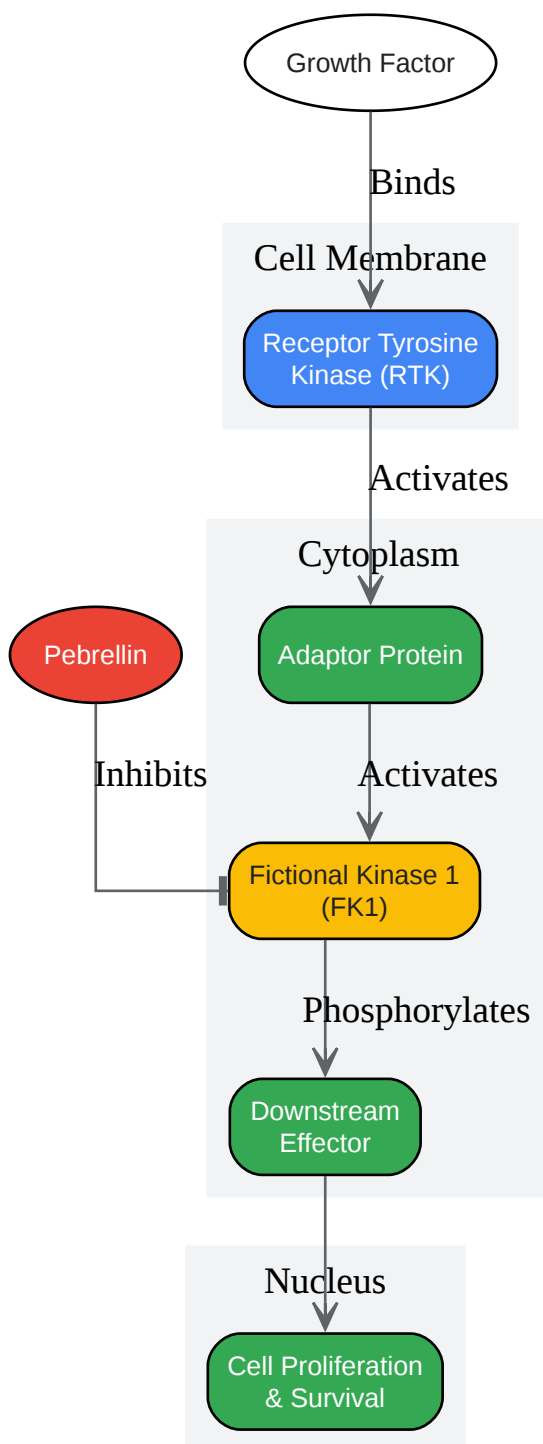 Growth Factor
Binds
Cell Membrane
Receptor Tyrosine
Kinase (RTK)
Activates
Cytoplasm
Pebrellin
Adaptor Protein
Inhibits
Activates
Fictional Kinase 1
(FK1)
Phosphorylates
Downstream
Effector
Nucleus
Cell Proliferation
& Survival